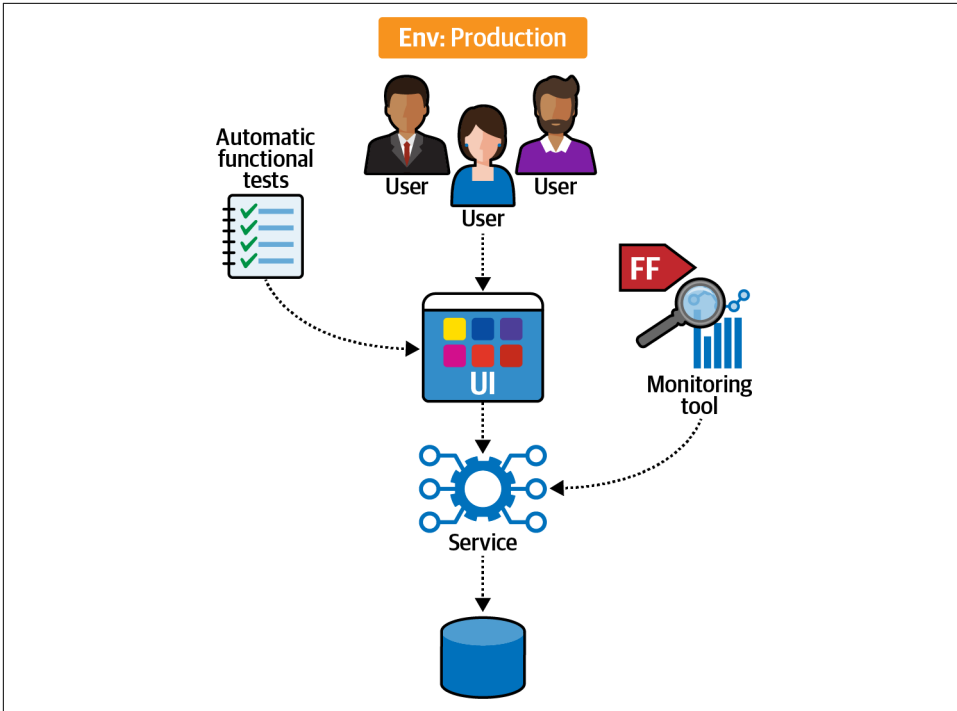 Env: Production
Automatic
functional
tests
User
User
User
FF
UI
Monitoring
tool
Service